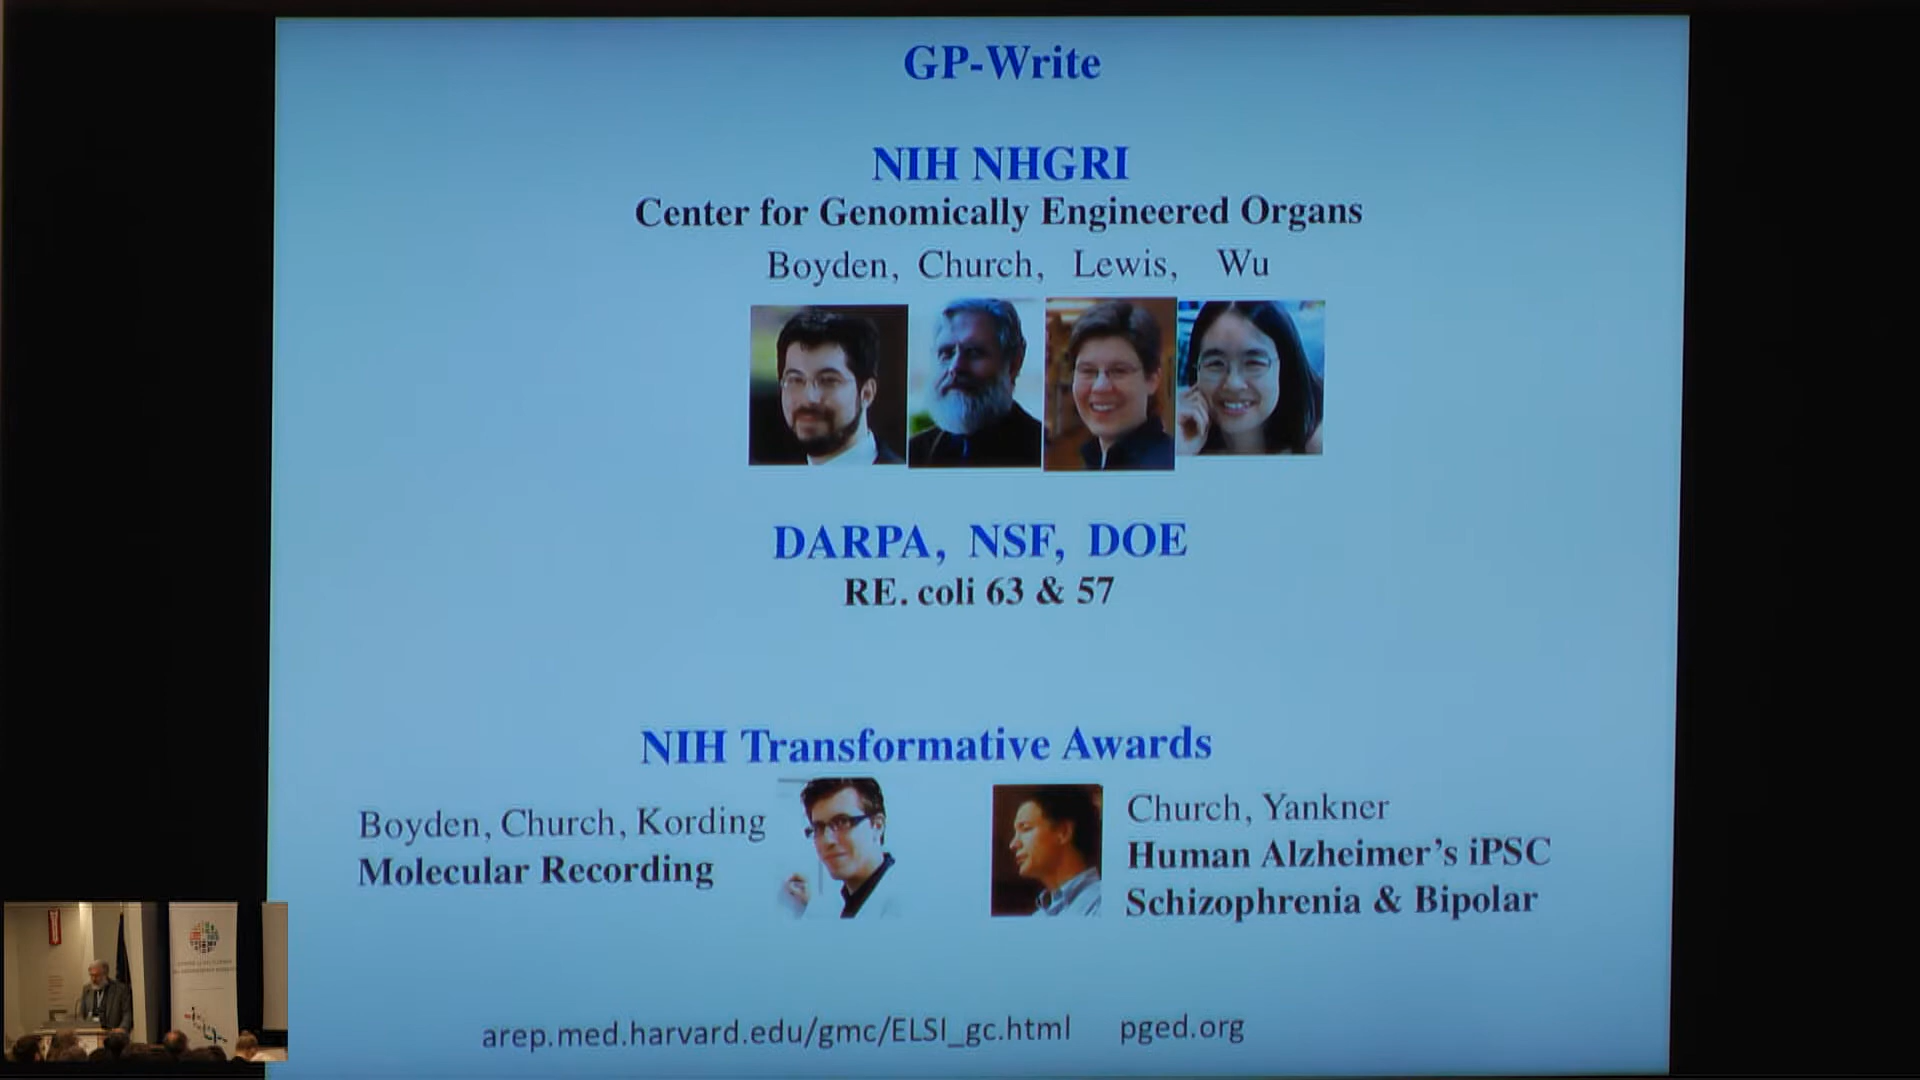 GP-Write
NIH NHGRI
Center for Genomically Engineered Organs
Boyden, Church, Lewis, Wu
DARPA, NSF, DOE
RE. coli 63 & 57
NIH Transformative Awards
Boyden, Church, Kording
Molecular Recording
Church, Yankner
Human Alzheimer's iPSC
Schizophrenia & Bipolar
arep.med.harvard.edu/gmc/ELSI_gc.html pged.org